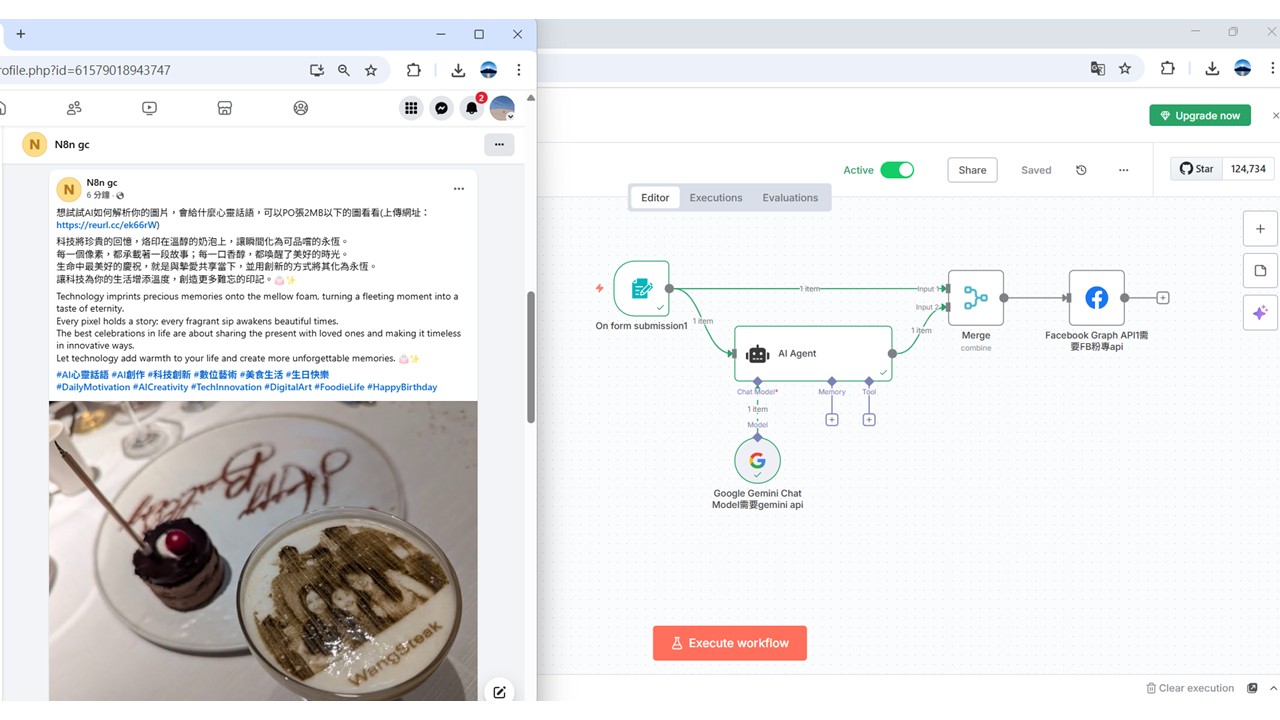 rofile.php?id=61579018943747
2
N
N8n gc
N
N8n gc
6 分鐘
想試試AI如何解析你的圖片，會給什麼心靈話語，可以PO張2MB以下的圖看看(上傳網址：
https://reurl.cc/ek66rW)
科技將珍貴的回憶，烙印在溫醇的奶泡上，讓瞬間化為可品嚐的永恆。
每一個像素，都承載著一段故事；每一口香醇，都喚醒了美好的時光。
生命中最美好的慶祝，就是與摯愛共享當下，並用創新的方式將其化為永恆。
讓科技為你的生活增添溫度，創造更多難忘的印記。🎂✨
Technology imprints precious memories onto the mellow foam, turning a fleeting moment into a
taste of eternity.
Every pixel holds a story; every fragrant sip awakens beautiful times.
The best celebrations in life are about sharing the present with loved ones and making it timeless
in innovative ways.
Let technology add warmth to your life and create more unforgettable memories. 🎂✨
#AI心靈話語 #AI創作 #科技創新 #數位藝術 #美食生活 #生日快樂
#DailyMotivation #AICreativity #TechInnovation #DigitalArt #FoodieLife #HappyBirthday
WangSteak
Upgrade now
Active
Share
Saved
Star
124,734
Editor
Executions
Evaluations
On form submission1
1 item
1 item
Input 1
Input 2
1 item
AI Agent
Chat Model*
Memory
Tool
1 item
Model
Google Gemini Chat
Model需要gemini api
Merge
combine
Facebook Graph API1需
要FB粉專api
Execute workflow
Clear execution